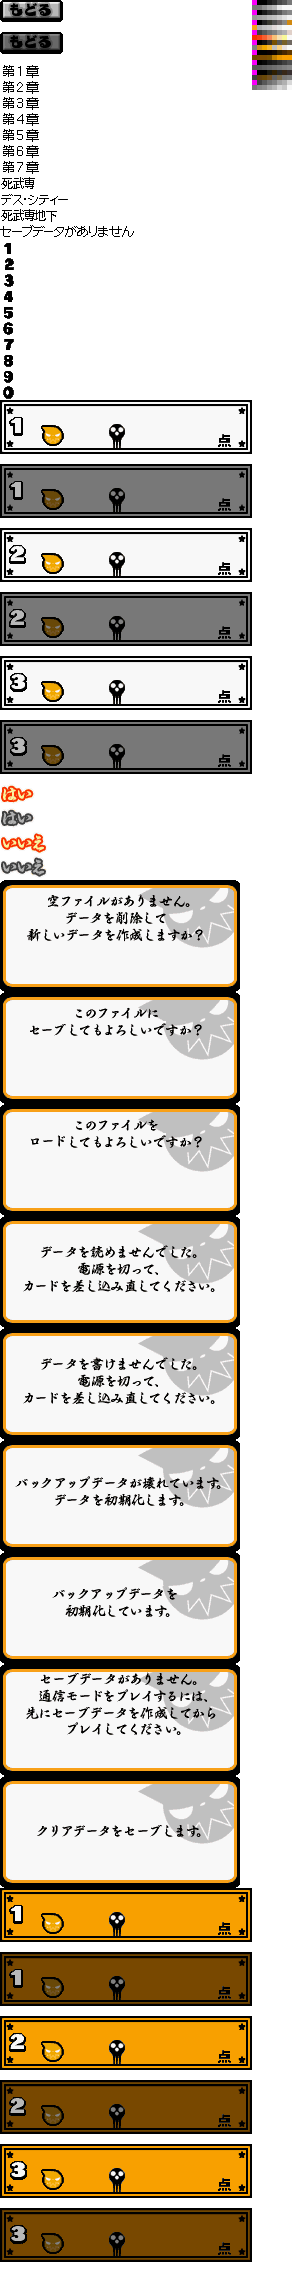 もどる
もどる
第1章
第2章
第3章
第4章
第5章
第6章
第7章
死武専
デス・シティー
死武専地下
セーブデータがありません
1
2
3
4
5
6
7
8
9
0
1 点
1 点
2 点
2 点
3 点
3 点
はい
はい
いいえ
いいえ
空ファイルがありません。
データを削除して
新しいデータを作成しますか?
このファイルに
セーブしてもよろしいですか?
このファイルを
ロードしてもよろしいですか?
データを読めませんでした。
電源を切って、
カードを差し込み直してください。
データを書けませんでした。
電源を切って、
カードを差し込み直してください。
バックアップデータが壊れています。
データを初期化します。
バックアップデータを
初期化しています。
セーブデータがありません。
通信モードをプレイするには、
先にセーブデータを作成してから
プレイしてください。
クリアデータをセーブします。
1 点
1 点
2 点
2 点
3 点
3 点